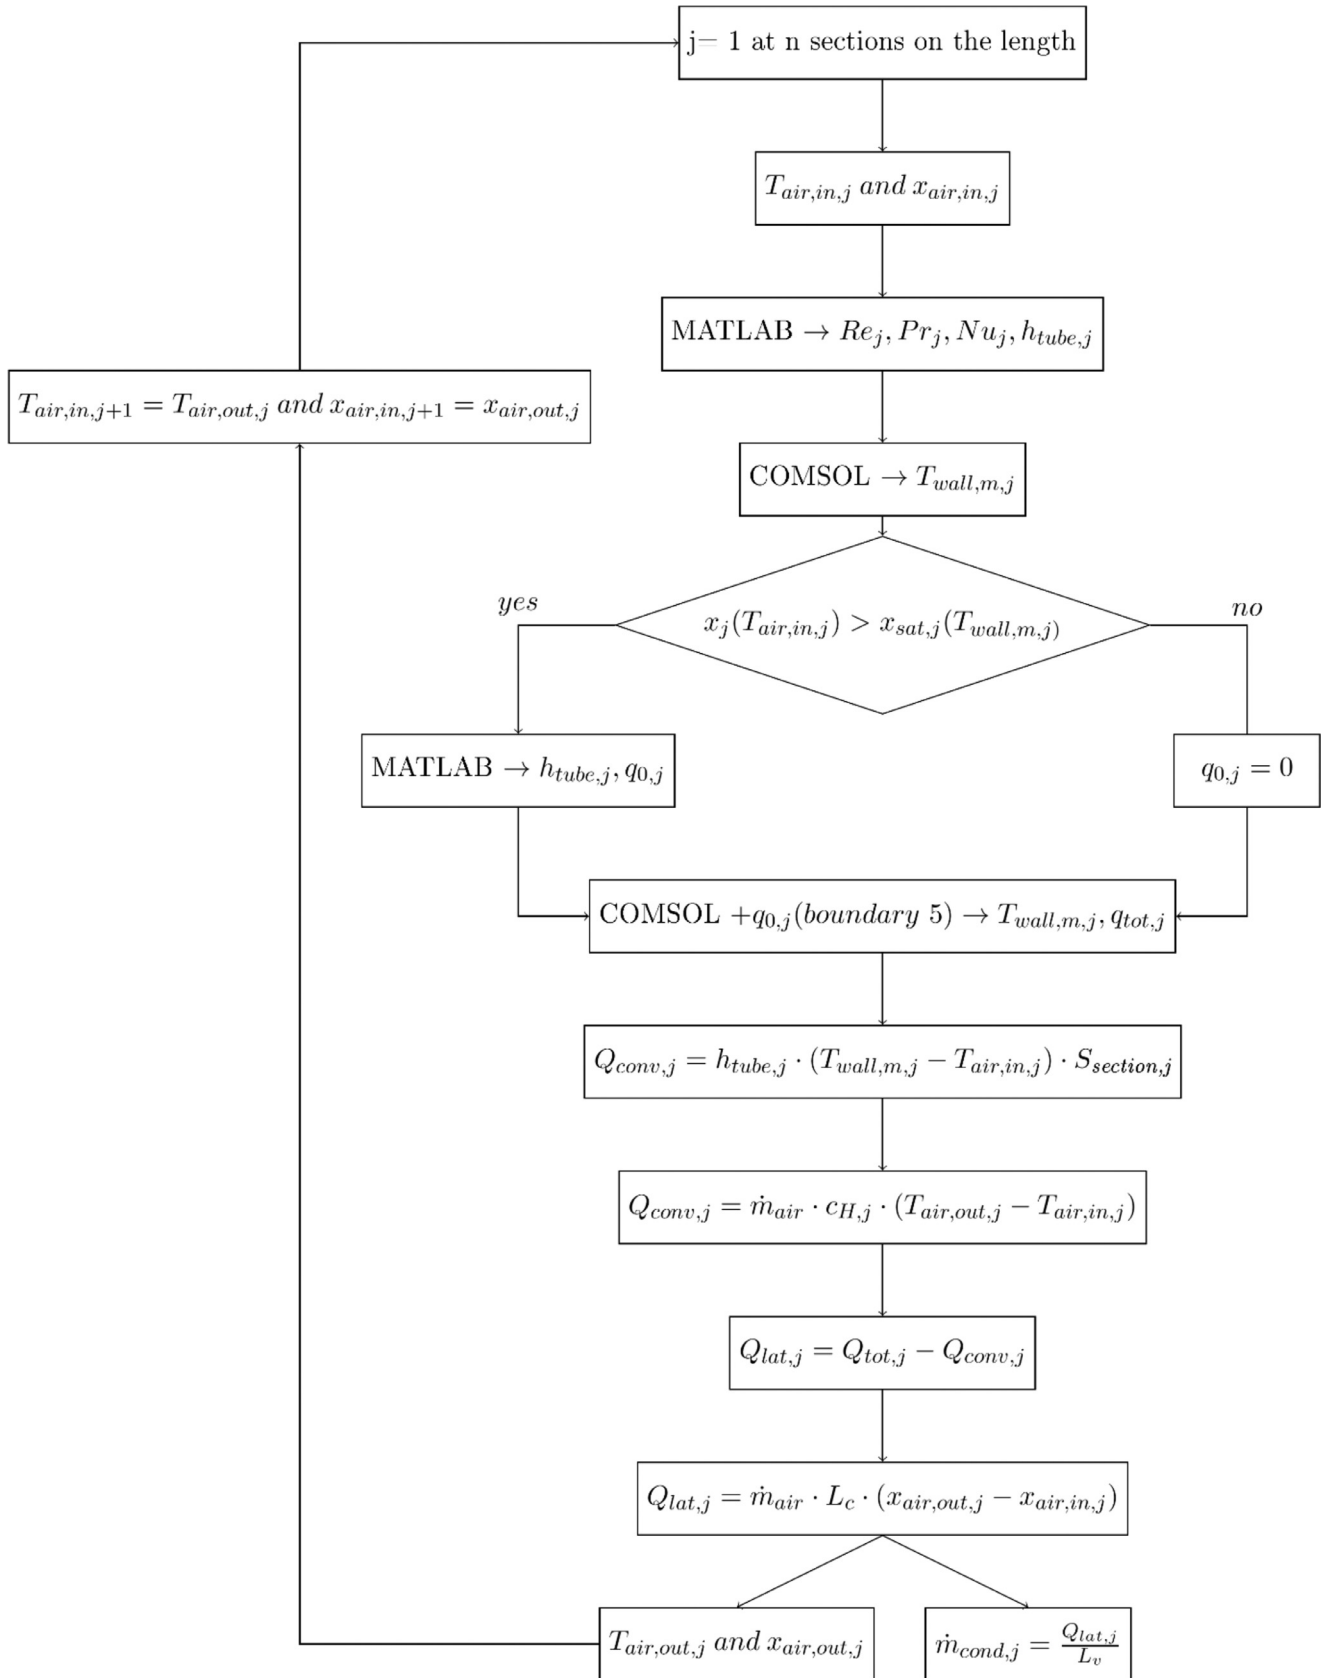 j= 1 at n sections on the length
T_{air,in,j} and x_{air,in,j}
MATLAB → Re_j, Pr_j, Nu_j, h_{tube,j}
T_{air,in,j+1} = T_{air,out,j} and x_{air,in,j+1} = x_{air,out,j}
COMSOL → T_{wall,m,j}
yes
no
x_j(T_{air,in,j}) > x_{sat,j}(T_{wall,m,j})
MATLAB → h_{tube,j}, q_{0,j}
q_{0,j} = 0
COMSOL +q_{0,j}(boundary 5) → T_{wall,m,j}, q_{tot,j}
Q_{conv,j} = h_{tube,j} · (T_{wall,m,j} − T_{air,in,j}) · S_{section,j}
Q_{conv,j} = ṁ_{air} · c_{H,j} · (T_{air,out,j} − T_{air,in,j})
Q_{lat,j} = Q_{tot,j} − Q_{conv,j}
Q_{lat,j} = ṁ_{air} · L_c · (x_{air,out,j} − x_{air,in,j})
T_{air,out,j} and x_{air,out,j}
ṁ_{cond,j} = \frac{Q_{lat,j}}{L_v}